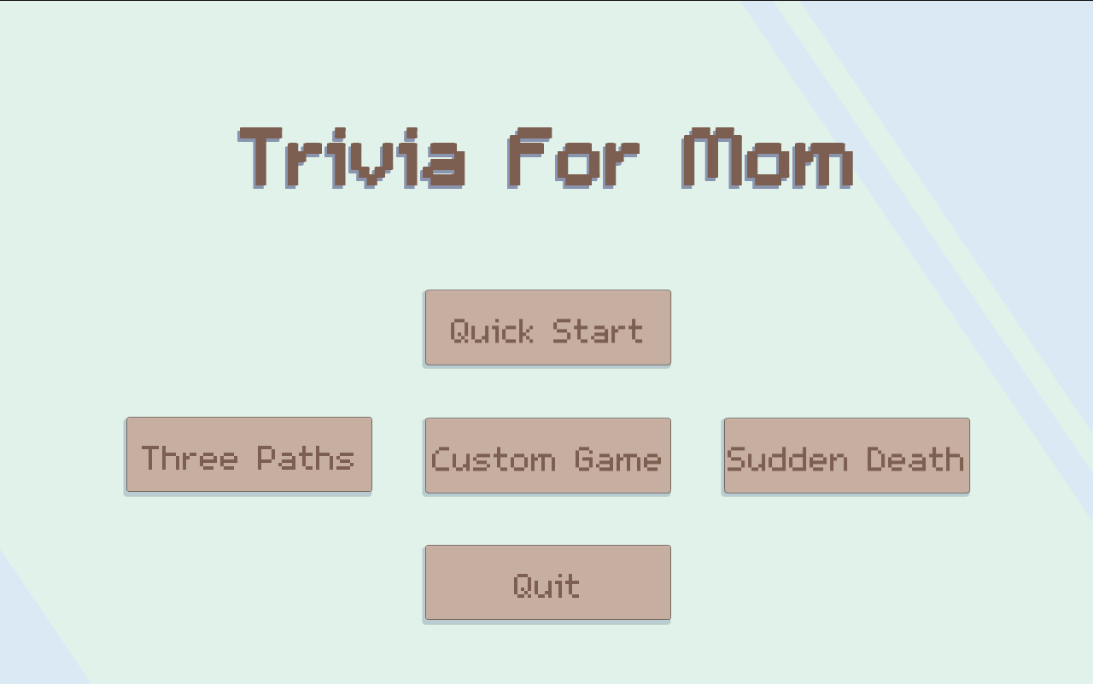 Trivia For Mom
Quick Start
Three Paths
Custom Game
Sudden Death
Quit